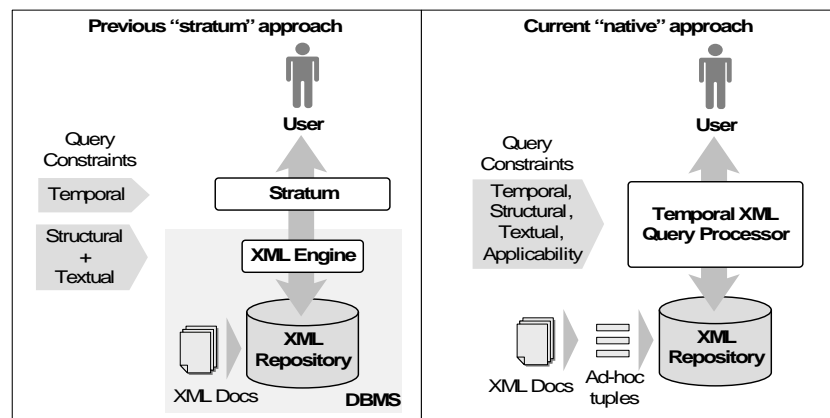 Previous “stratum” approach
User
Query
Constraints
Temporal
Stratum
Structural
+
Textual
XML Engine
XML
Repository
XML Docs
DBMS
Current “native” approach
User
Query
Constraints
Temporal,
Structural,
Textual,
Applicability
Temporal XML
Query Processor
XML
Repository
XML Docs
Ad-hoc
tuples